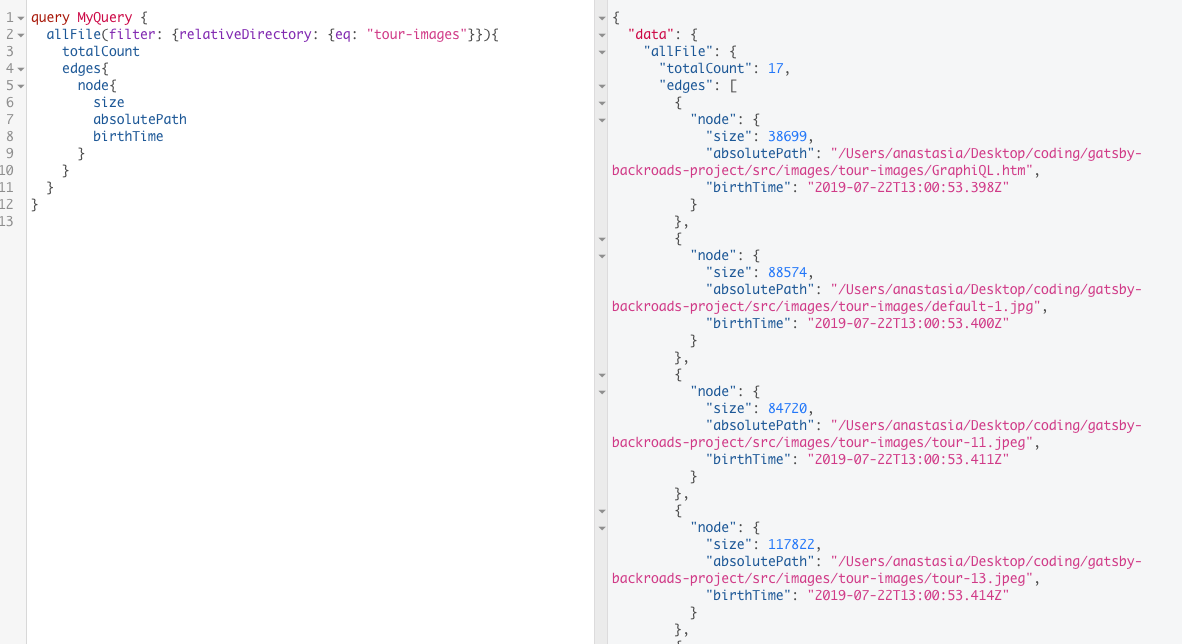 1 query MyQuery {
2 allFile(filter: {relativeDirectory: {eq: "tour-images"}}){
3 totalCount
4 edges{
5 node{
6 size
7 absolutePath
8 birthTime
9 }
10 }
11 }
12 }
13
{
"data": {
"allFile": {
"totalCount": 17,
"edges": [
{
"node": {
"size": 38699,
"absolutePath": "/Users/anastasia/Desktop/coding/gatsby-
backroads-project/src/images/tour-images/GraphiQL.htm",
"birthTime": "2019-07-22T13:00:53.398Z"
}
},
{
"node": {
"size": 88574,
"absolutePath": "/Users/anastasia/Desktop/coding/gatsby-
backroads-project/src/images/tour-images/default-1.jpg",
"birthTime": "2019-07-22T13:00:53.400Z"
}
},
{
"node": {
"size": 84720,
"absolutePath": "/Users/anastasia/Desktop/coding/gatsby-
backroads-project/src/images/tour-images/tour-11.jpeg",
"birthTime": "2019-07-22T13:00:53.411Z"
}
},
{
"node": {
"size": 117822,
"absolutePath": "/Users/anastasia/Desktop/coding/gatsby-
backroads-project/src/images/tour-images/tour-13.jpeg",
"birthTime": "2019-07-22T13:00:53.414Z"
}
},